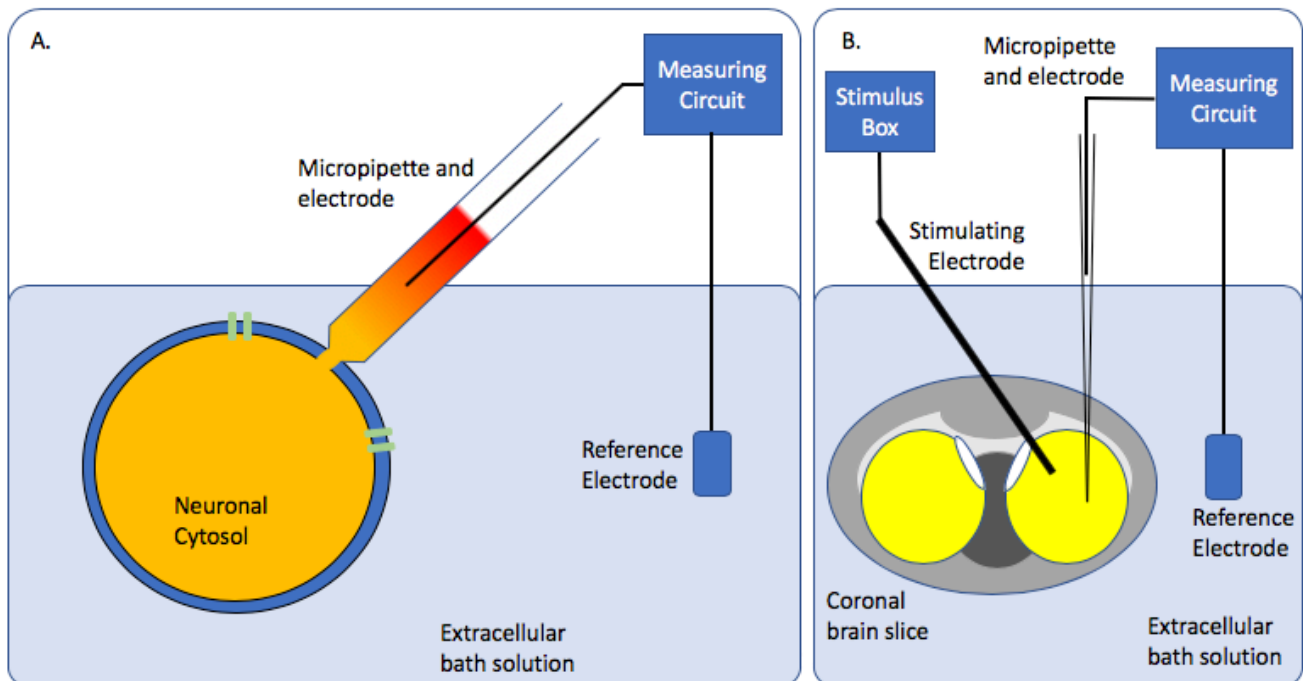 A.
Measuring
Circuit
Micropipette and
electrode
Reference
Electrode
Neuronal
Cytosol
Extracellular
bath solution
B.
Micropipette
and electrode
Stimulus
Box
Measuring
Circuit
Stimulating
Electrode
Reference
Electrode
Coronal
brain slice
Extracellular
bath solution